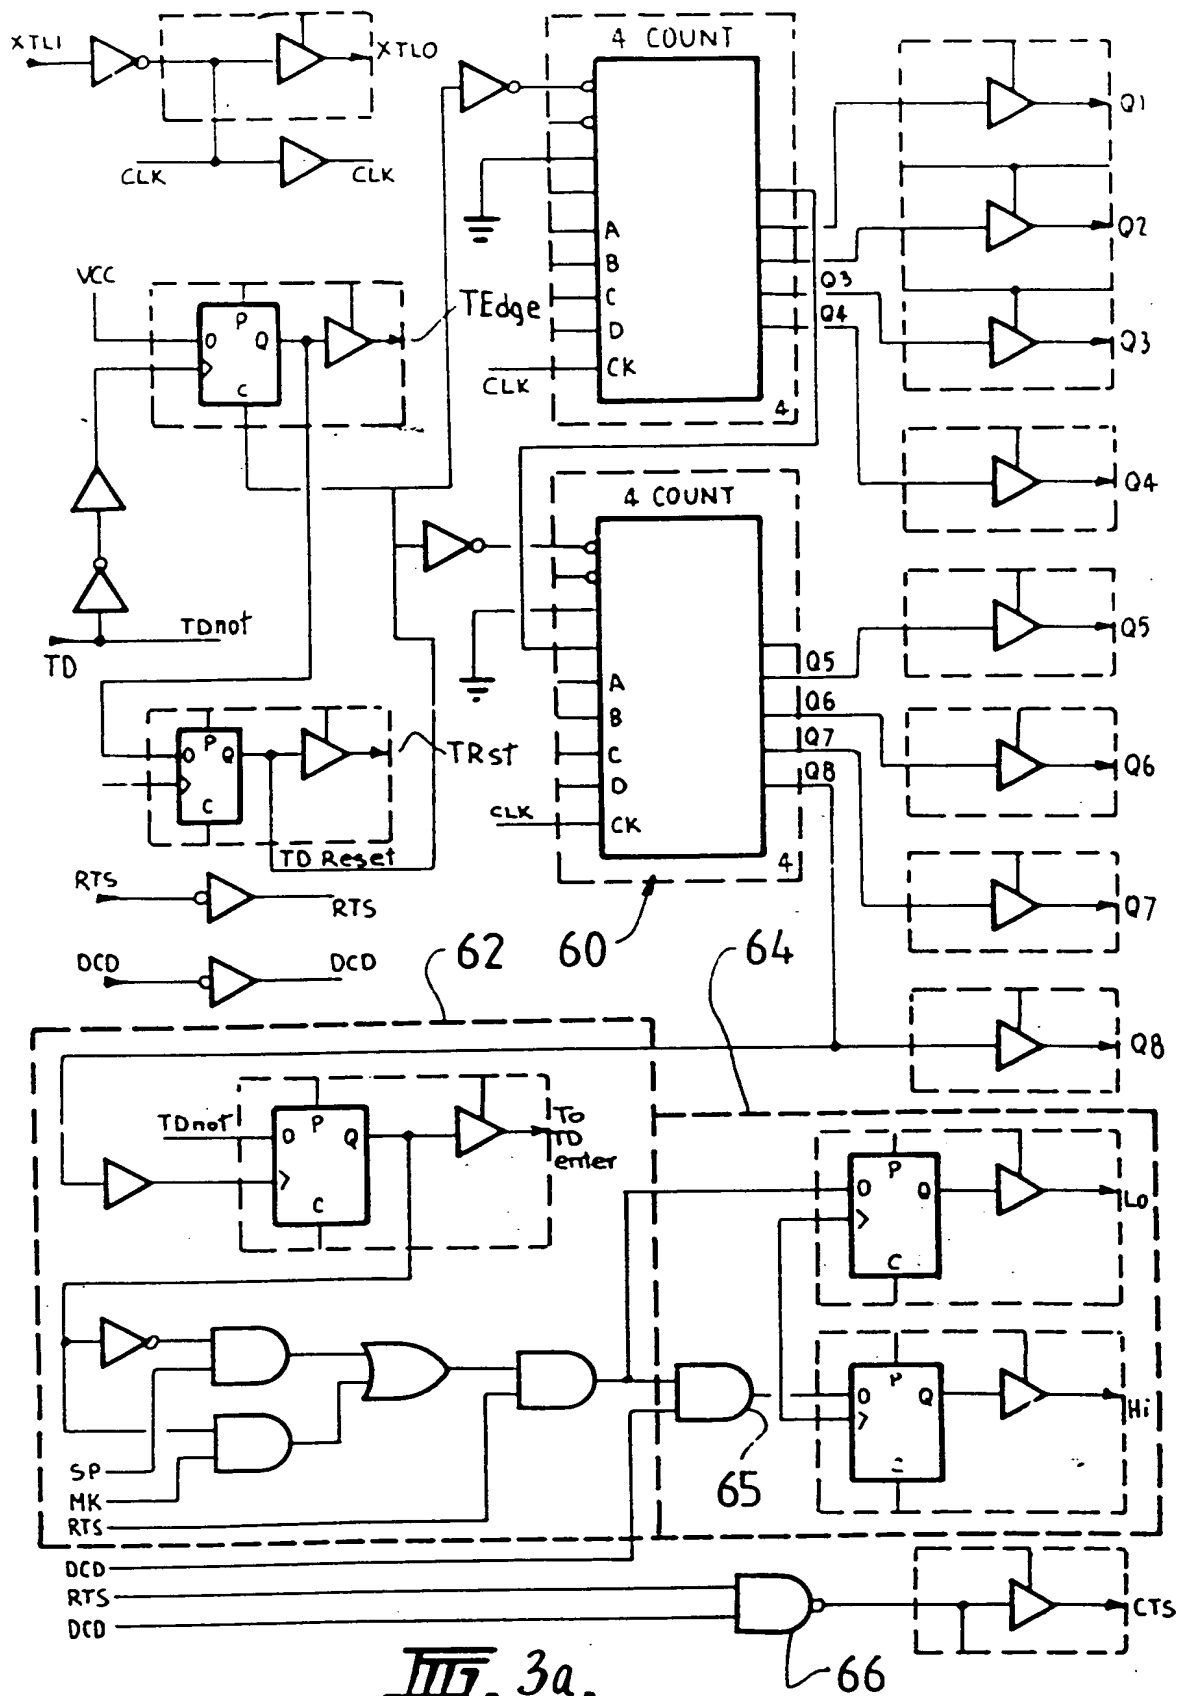 XTLI
XTLO
CLK
CLK
4 COUNT
A
B
C
D
CK
CLK
4
Q3
Q4
Q1
Q2
Q3
Q4
VCC
P
D
Q
C
TEdge
TDnot
TD
4 COUNT
A
B
C
D
CK
CLK
4
Q5
Q6
Q7
Q8
Q5
Q6
Q7
Q8
P
D
Q
C
TRst
TD Reset
RTS
RTS
DCD
DCD
62
60
64
TDnot
D
P
Q
C
To
TD
enter
P
D
Q
C
Lo
D
Q
Hi
65
SP
MK
RTS
DCD
RTS
DCD
CTS
66
FIG. 3a.